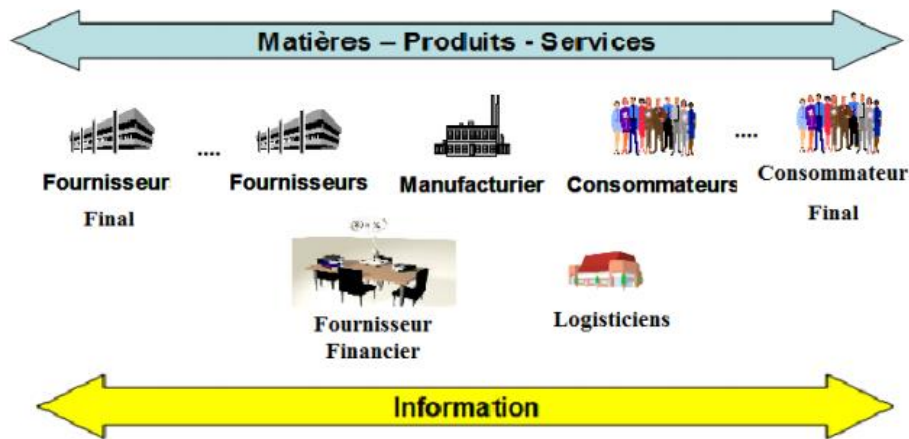 Matières – Produits - Services
.... ....
Fournisseur Fournisseurs Manufacturier Consommateurs Consommateur
Final Final
Fournisseur Logisticiens
Financier
Information